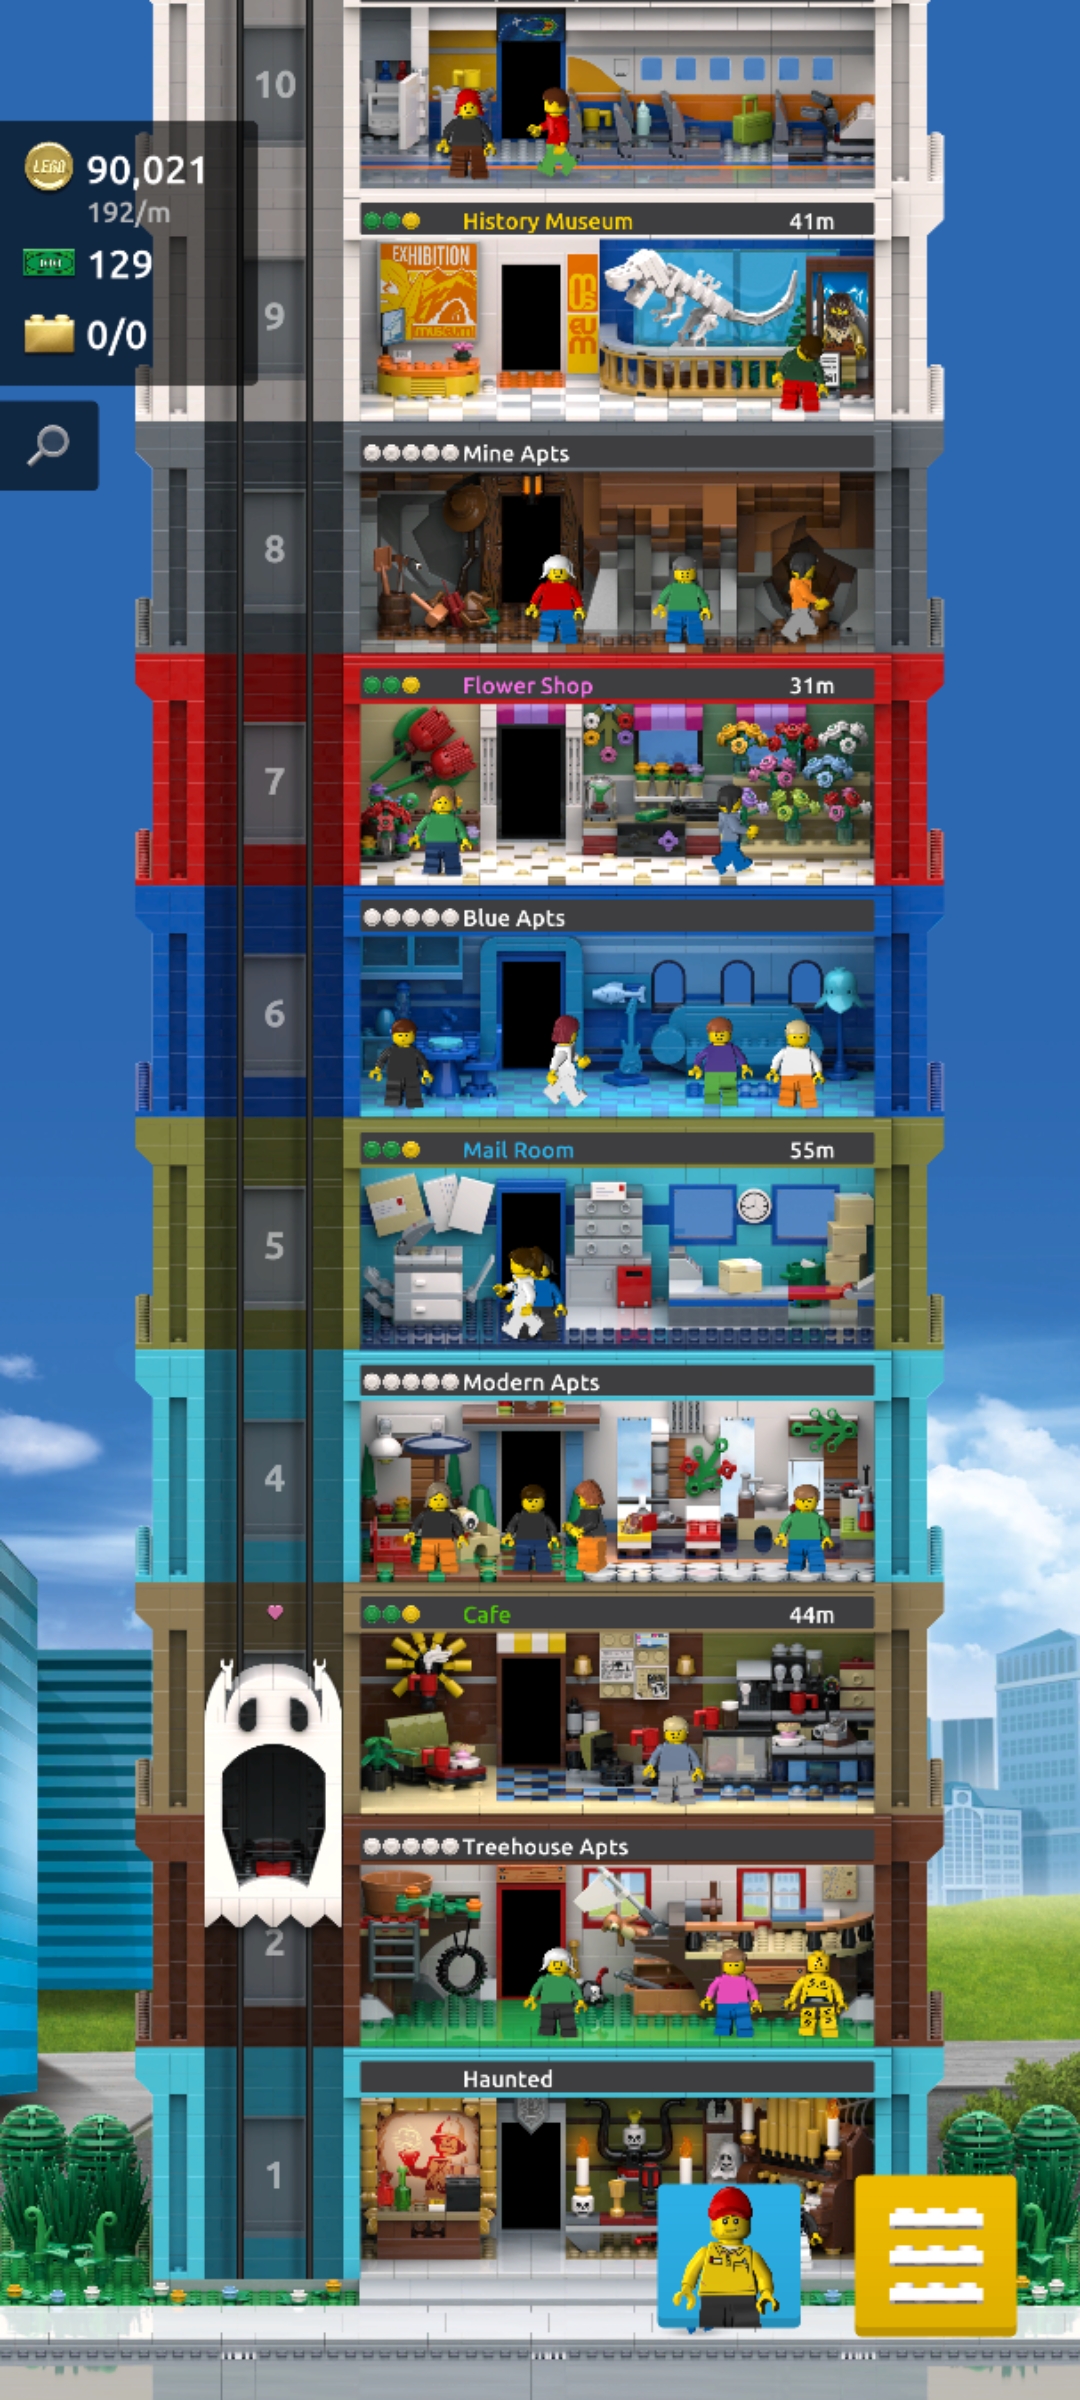 10
LEGO
90,021
192/m
129
0/0
History Museum 41m
EXHIBITION
museum
MUSEUM
9
Mine Apts
8
Flower Shop 31m
7
Blue Apts
6
Mail Room 55m
5
Modern Apts
4
Cafe 44m
Treehouse Apts
2
Haunted
1